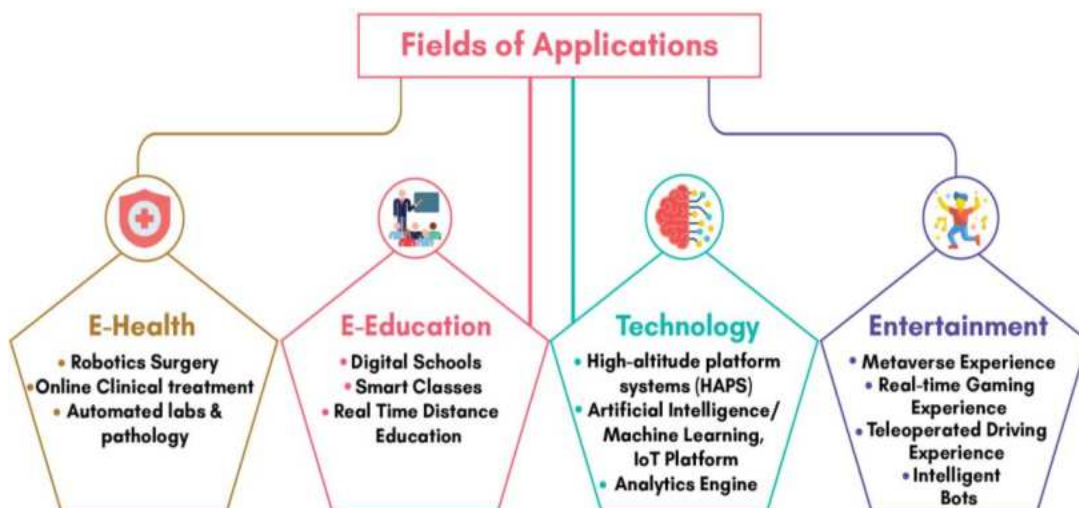 Fields of Applications
E-Health
• Robotics Surgery
• Online Clinical treatment
• Automated labs &
pathology
E-Education
• Digital Schools
• Smart Classes
• Real Time Distance
Education
Technology
• High-altitude platform
systems (HAPS)
• Artificial Intelligence/
Machine Learning,
IoT Platform
• Analytics Engine
Entertainment
• Metaverse Experience
• Real-time Gaming
Experience
• Teleoperated Driving
Experience
• Intelligent
Bots